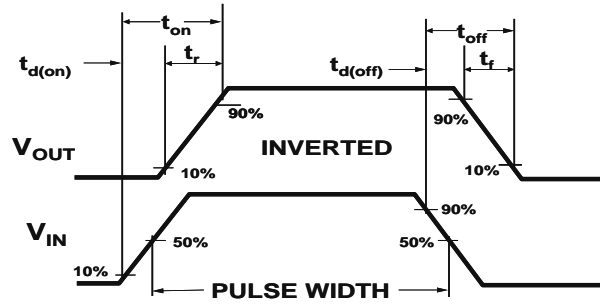 t_on t_off
t_d(on) t_r t_d(off) t_f
90% 90%
V_OUT INVERTED
10% 10%
90%
V_IN 50% 50%
10%
PULSE WIDTH